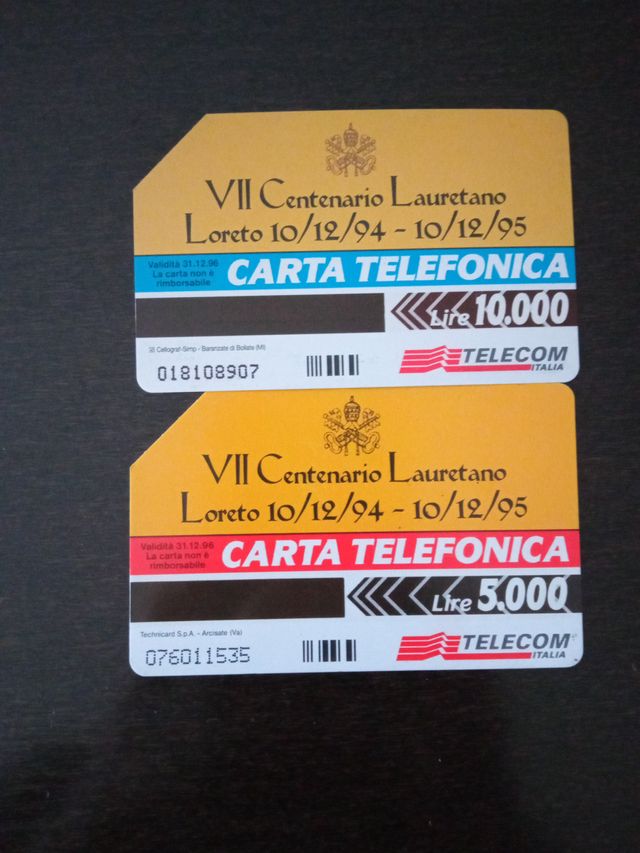 VII Centenario Lauretano
Loreto 10/12/94 - 10/12/95
Validità 31.12.96
La carta non è
rimborsabile
CARTA TELEFONICA
Lire 10.000
Cellograf-Simp - Baranzate di Bollate (MI)
018108907
TELECOM
ITALIA
VII Centenario Lauretano
Loreto 10/12/94 - 10/12/95
Validità 31.12.96
La carta non è
rimborsabile
CARTA TELEFONICA
Lire 5.000
Technicard S.p.A. - Arcisate (Va)
076011535
TELECOM
ITALIA